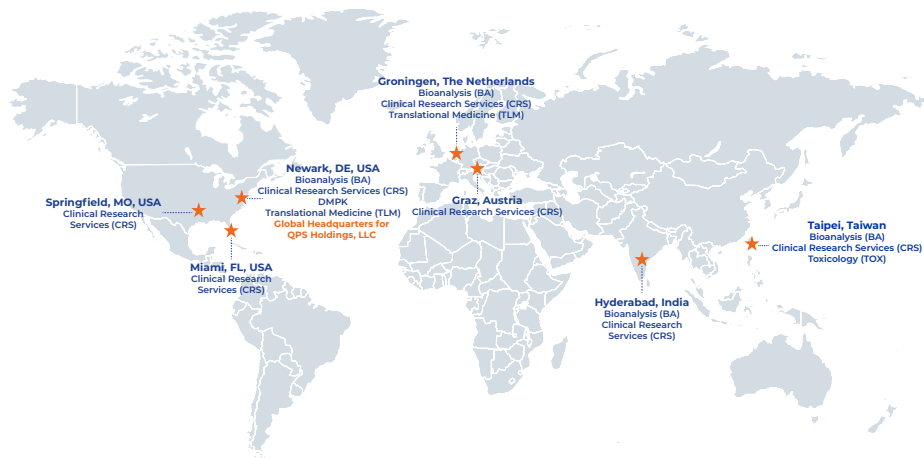 Groningen, The Netherlands
Bioanalysis (BA)
Clinical Research Services (CRS)
Translational Medicine (TLM)
Newark, DE, USA
Bioanalysis (BA)
Clinical Research Services (CRS)
DMPK
Translational Medicine (TLM)
Global Headquarters for
QPS Holdings, LLC
Springfield, MO, USA
Clinical Research
Services (CRS)
Graz, Austria
Clinical Research Services (CRS)
Taipei, Taiwan
Bioanalysis (BA)
Clinical Research Services (CRS)
Toxicology (TOX)
Miami, FL, USA
Clinical Research
Services (CRS)
Hyderabad, India
Bioanalysis (BA)
Clinical Research
Services (CRS)